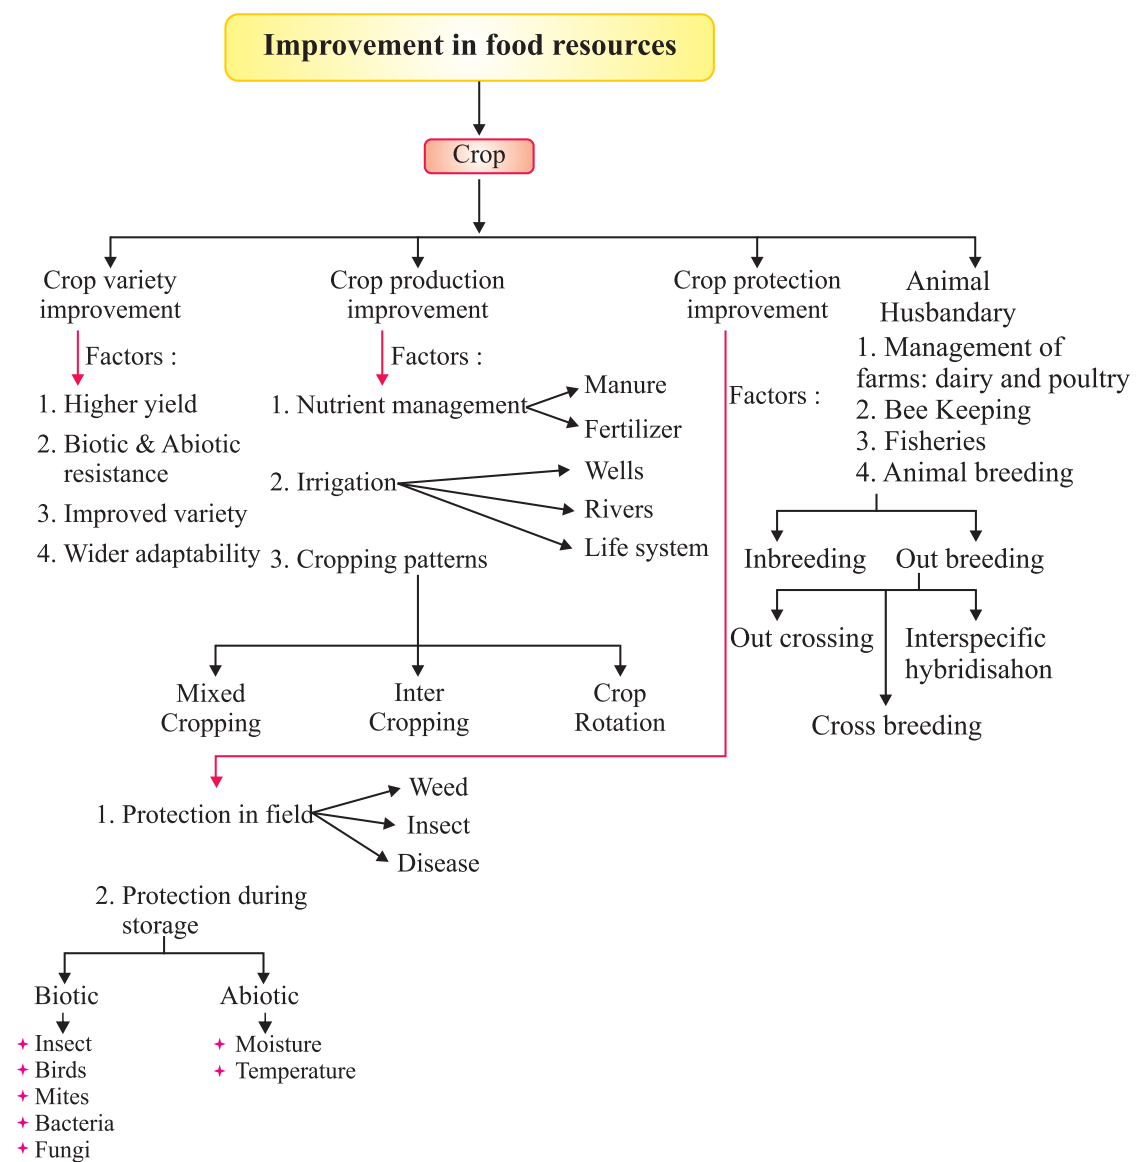 Improvement in food resources
Crop
Crop variety
improvement
Factors :
1. Higher yield
2. Biotic & Abiotic
resistance
3. Improved variety
4. Wider adaptability
Crop production
improvement
Factors :
1. Nutrient management
Manure
Fertilizer
2. Irrigation
Wells
Rivers
Life system
3. Cropping patterns
Mixed
Cropping
Inter
Cropping
Crop
Rotation
Crop protection
improvement
Factors :
1. Protection in field
Weed
Insect
Disease
2. Protection during
storage
Biotic
Insect
Birds
Mites
Bacteria
Fungi
Abiotic
Moisture
Temperature
Animal
Husbandary
1. Management of
farms: dairy and poultry
2. Bee Keeping
3. Fisheries
4. Animal breeding
Inbreeding
Out breeding
Out crossing
Interspecific
hybridisahon
Cross breeding